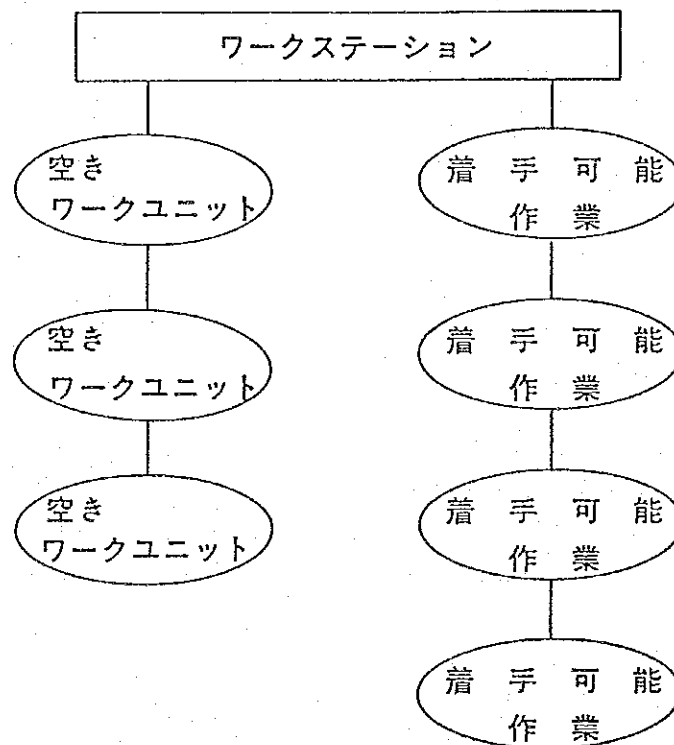 ワークステーション
空き
ワークユニット
着手可能
作業
空き
ワークユニット
着手可能
作業
空き
ワークユニット
着手可能
作業
着手可能
作業